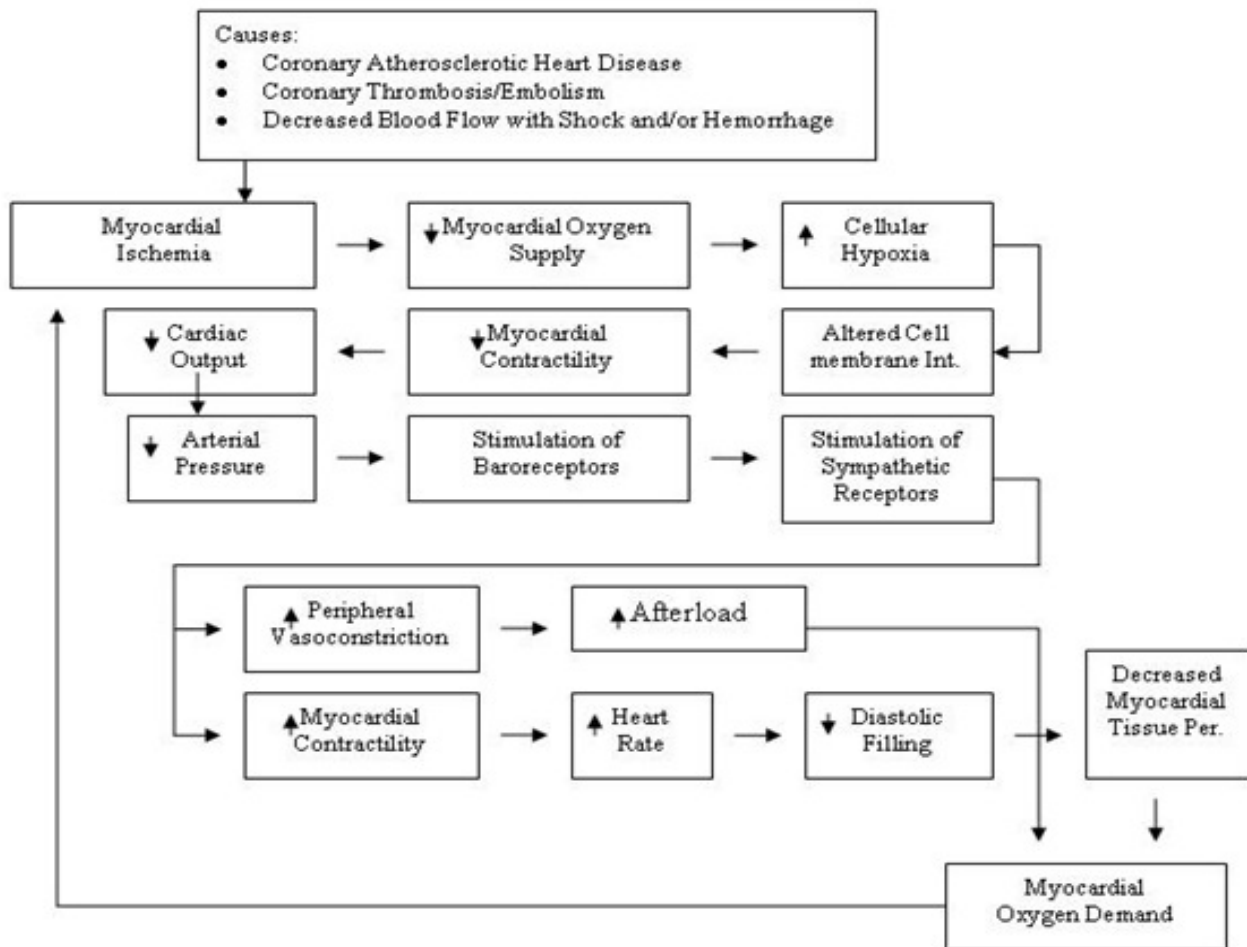 Causes:
● Coronary Atherosclerotic Heart Disease
● Coronary Thrombosis/Embolism
● Decreased Blood Flow with Shock and/or Hemorrhage
Myocardial
Ischemia
Myocardial Oxygen
Supply
Cellular
Hypoxia
Cardiac
Output
Myocardial
Contractility
Altered Cell
membrane Int.
Arterial
Pressure
Stimulation of
Baroreceptors
Stimulation of
Sympathetic
Receptors
Peripheral
Vasoconstriction
Afterload
Myocardial
Contractility
Heart
Rate
Diastolic
Filling
Decreased
Myocardial
Tissue Per.
Myocardial
Oxygen Demand